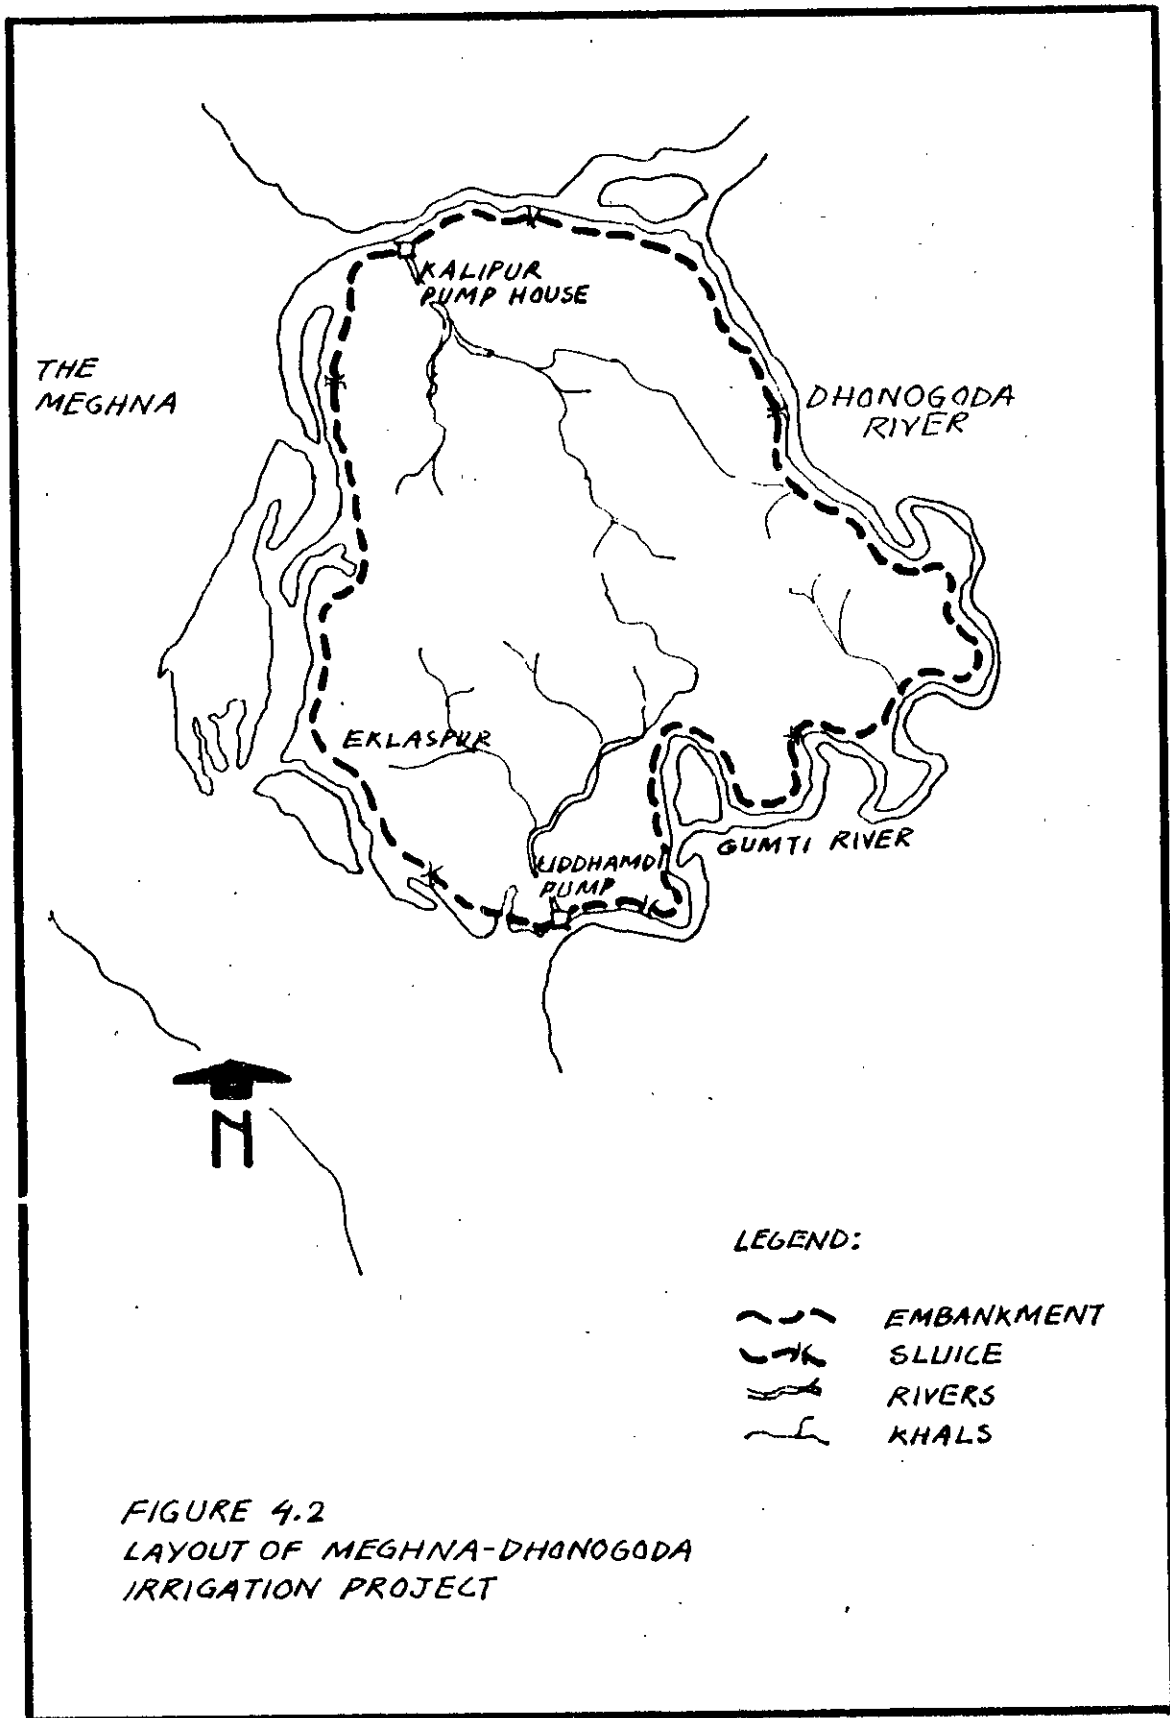 KALIPUR
PUMP HOUSE
THE
MEGHNA
DHONOGODA
RIVER
EKLASPUR
GUMTI RIVER
UDDHAMDI
PUMP
N
LEGEND:
EMBANKMENT
SLUICE
RIVERS
KHALS
FIGURE 4.2
LAYOUT OF MEGHNA-DHONOGODA
IRRIGATION PROJECT